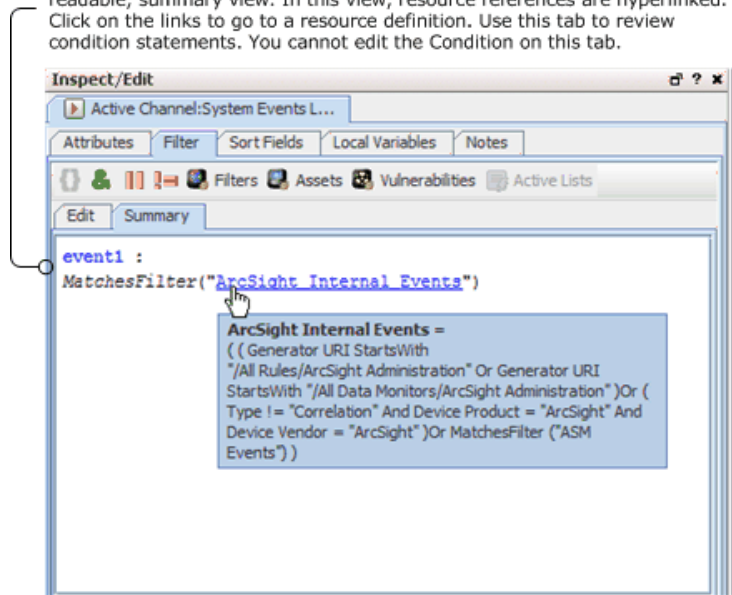 readable, summary view. In this view, resource references are hyperlinked.
Click on the links to go to a resource definition. Use this tab to review
condition statements. You cannot edit the Condition on this tab.
Inspect/Edit
Active Channel:System Events L...
Attributes Filter Sort Fields Local Variables Notes
Filters Assets Vulnerabilities Active Lists
Edit Summary
event1 :
MatchesFilter("ArcSight Internal Events")
ArcSight Internal Events =
( ( Generator URI StartsWith
"/All Rules/ArcSight Administration" Or Generator URI
StartsWith "/All Data Monitors/ArcSight Administration" )Or (
Type != "Correlation" And Device Product = "ArcSight" And
Device Vendor = "ArcSight" )Or MatchesFilter ("ASM
Events") )